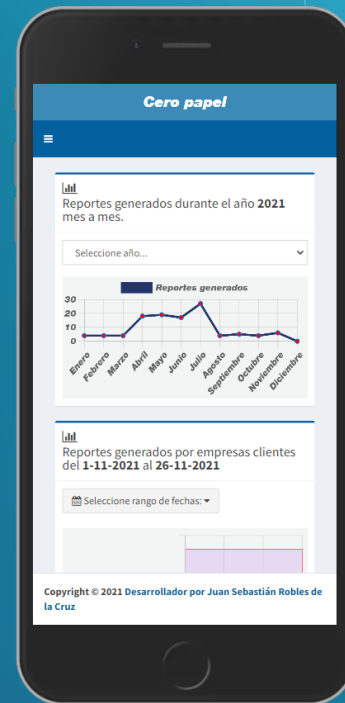 Cero papel
Reportes generados durante el año 2021
mes a mes.
Seleccione año...
Reportes generados
30
20
10
0
Enero
Febrero
Marzo
Abril
Mayo
Junio
Julio
Agosto
Septiembre
Octubre
Noviembre
Diciembre
Reportes generados por empresas clientes
del 1-11-2021 al 26-11-2021
Seleccione rango de fechas:
Copyright © 2021 Desarrollador por Juan Sebastián Robles de
la Cruz